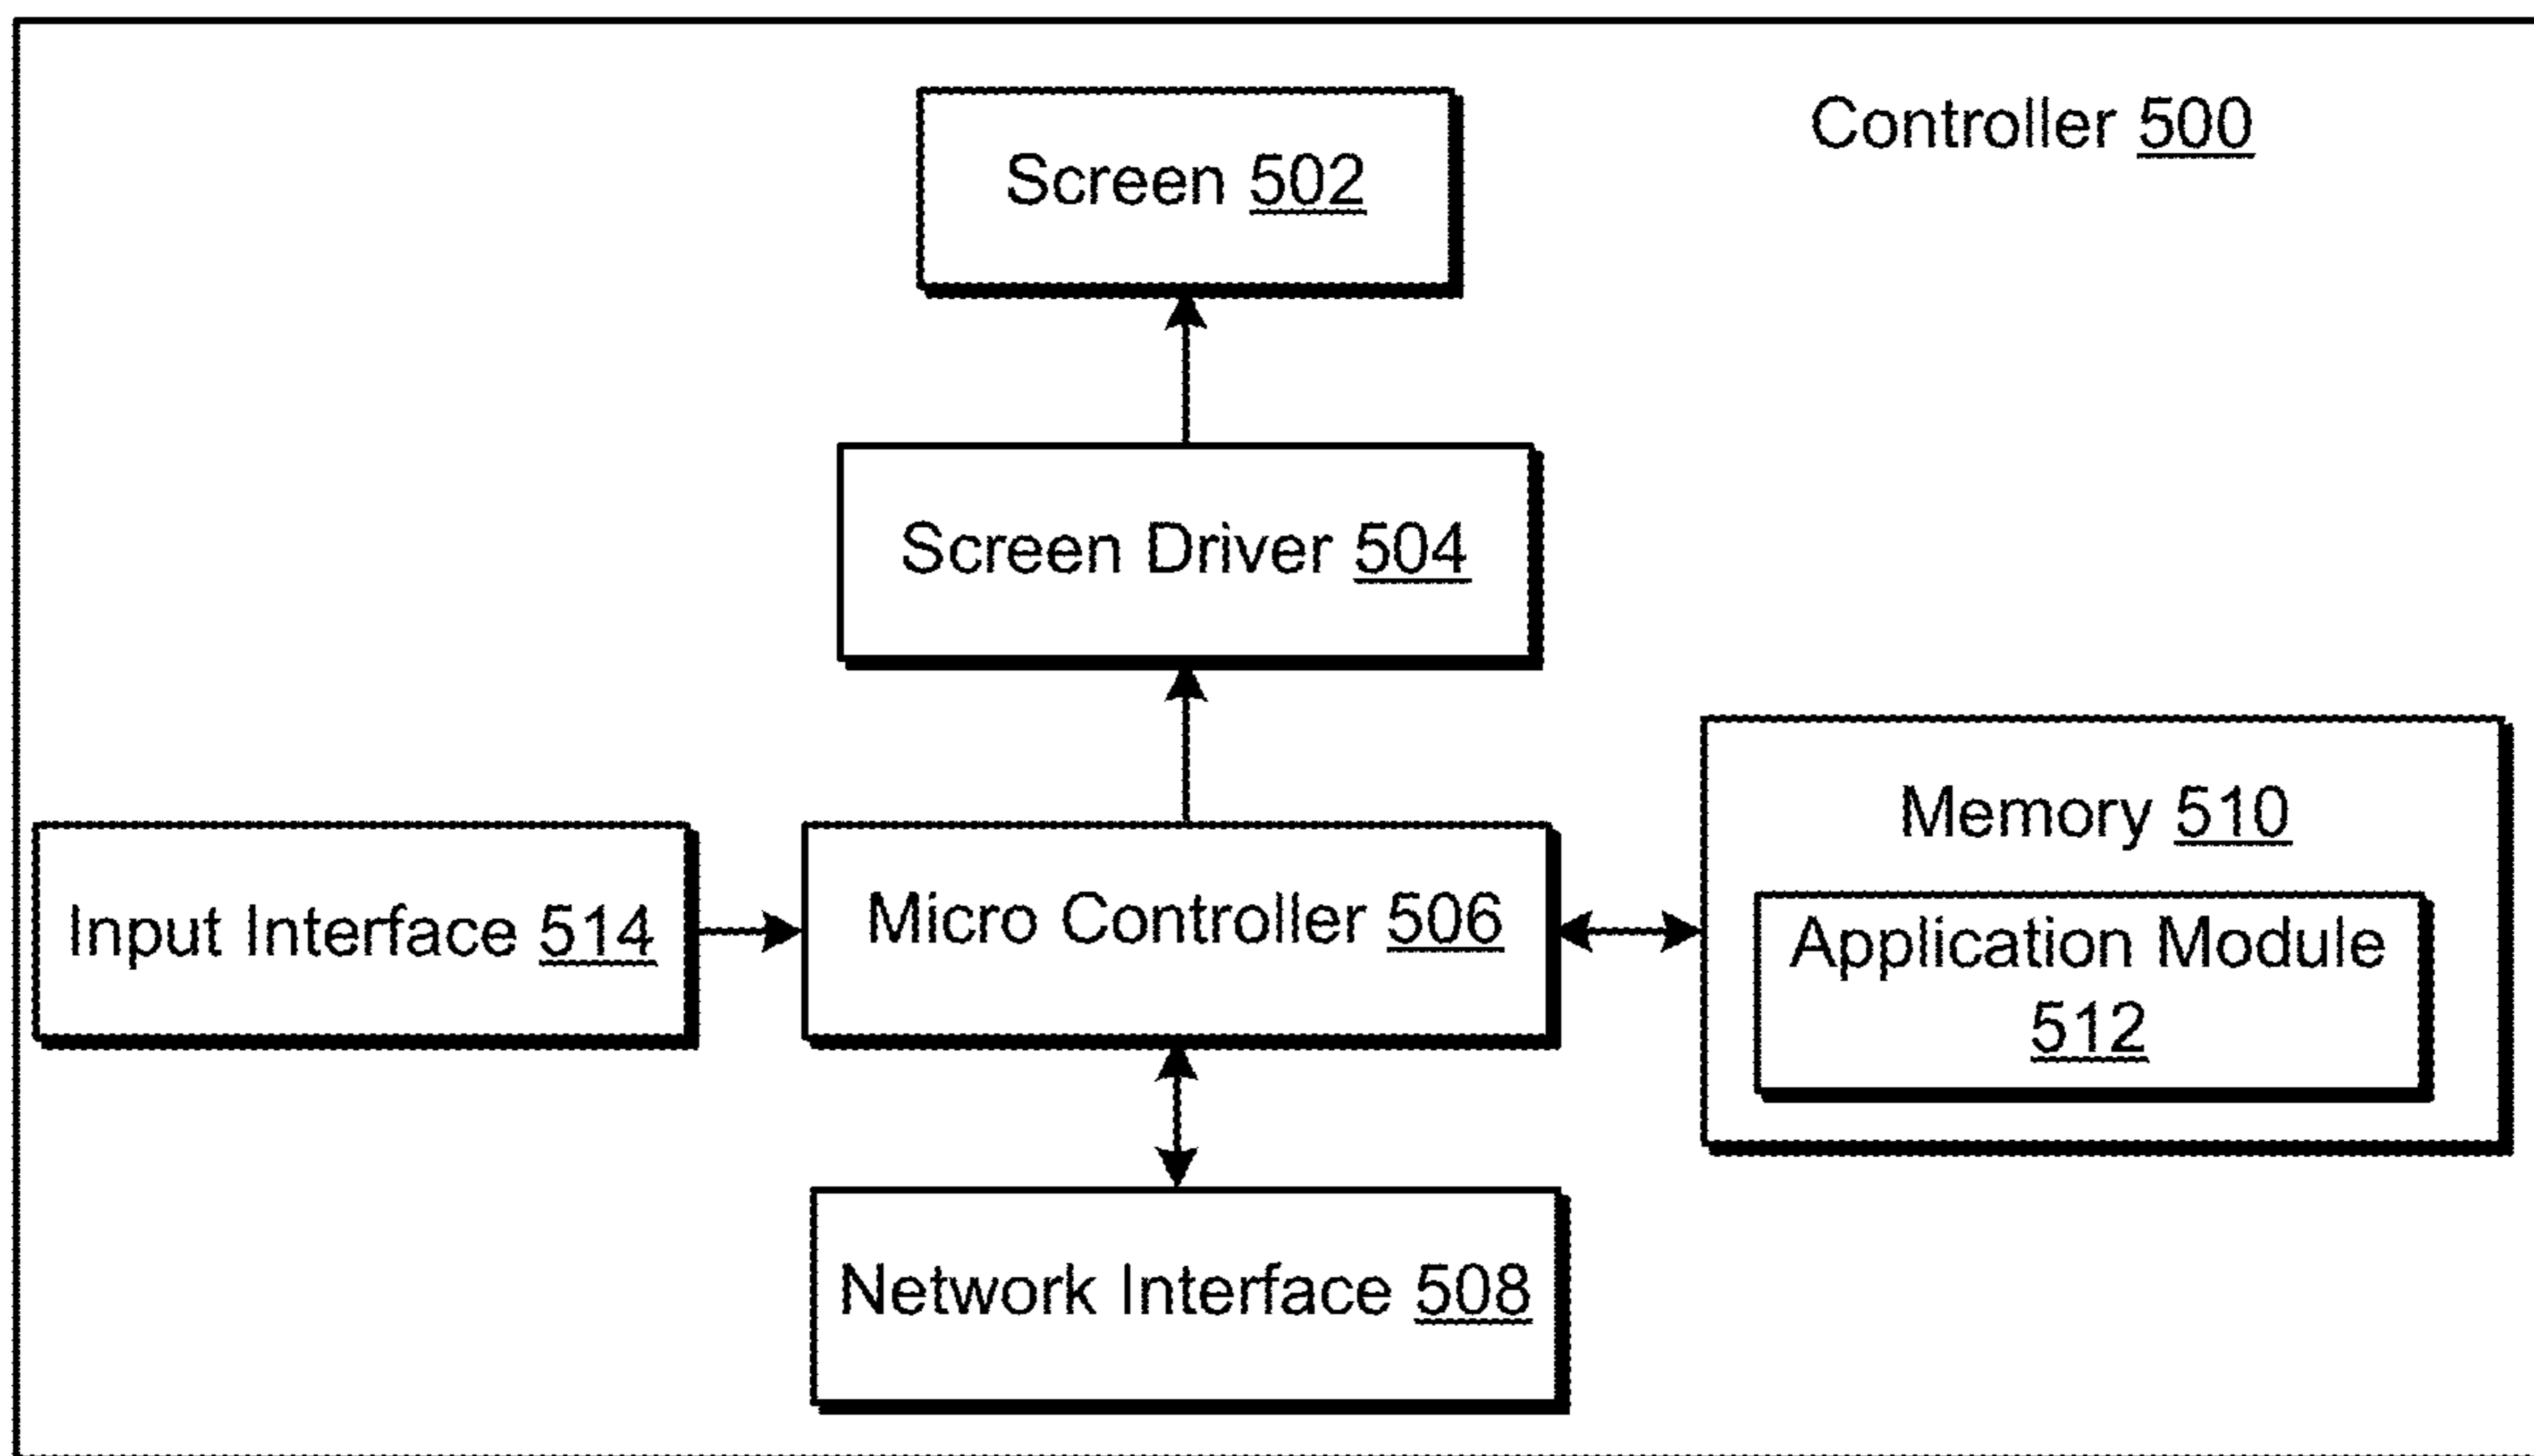 Controller 500
Screen 502
Screen Driver 504
Input Interface 514
Micro Controller 506
Memory 510
Application Module
512
Network Interface 508